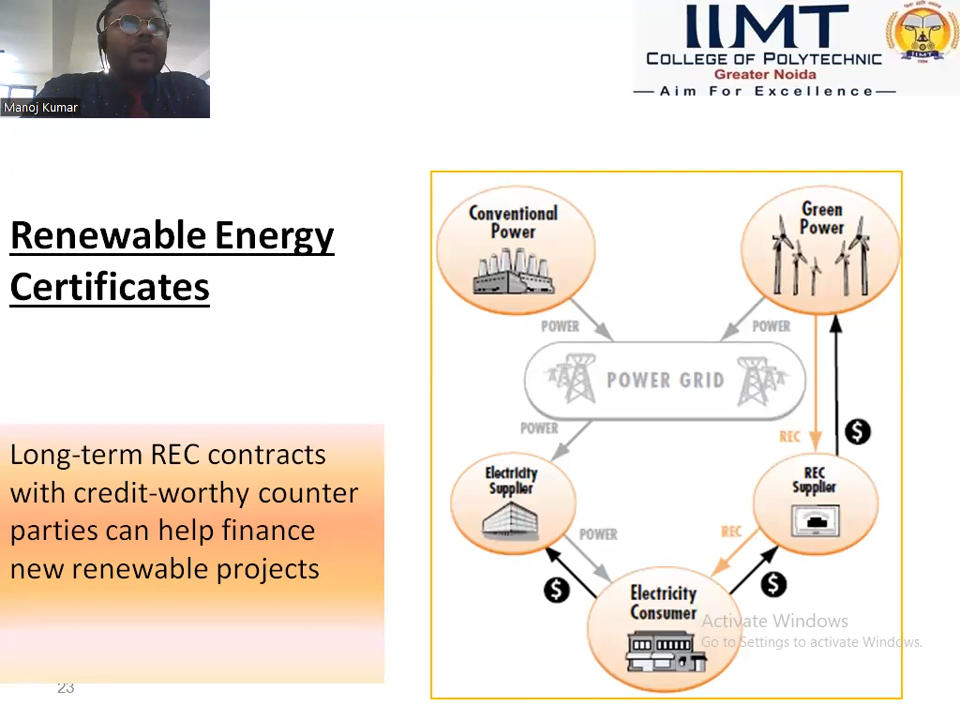 Manoj Kumar
IIMT
COLLEGE OF POLYTECHNIC
Greater Noida
Aim For Excellence
IIMT
Renewable Energy
Certificates
Long-term REC contracts
with credit-worthy counter
parties can help finance
new renewable projects
23
Conventional
Power
Green
Power
POWER
POWER
POWER GRID
POWER
REC
$
Electricity
Supplier
REC
Supplier
POWER
REC
$
$
Electricity
Consumer
Activate Windows
Go to Settings to activate Windows.